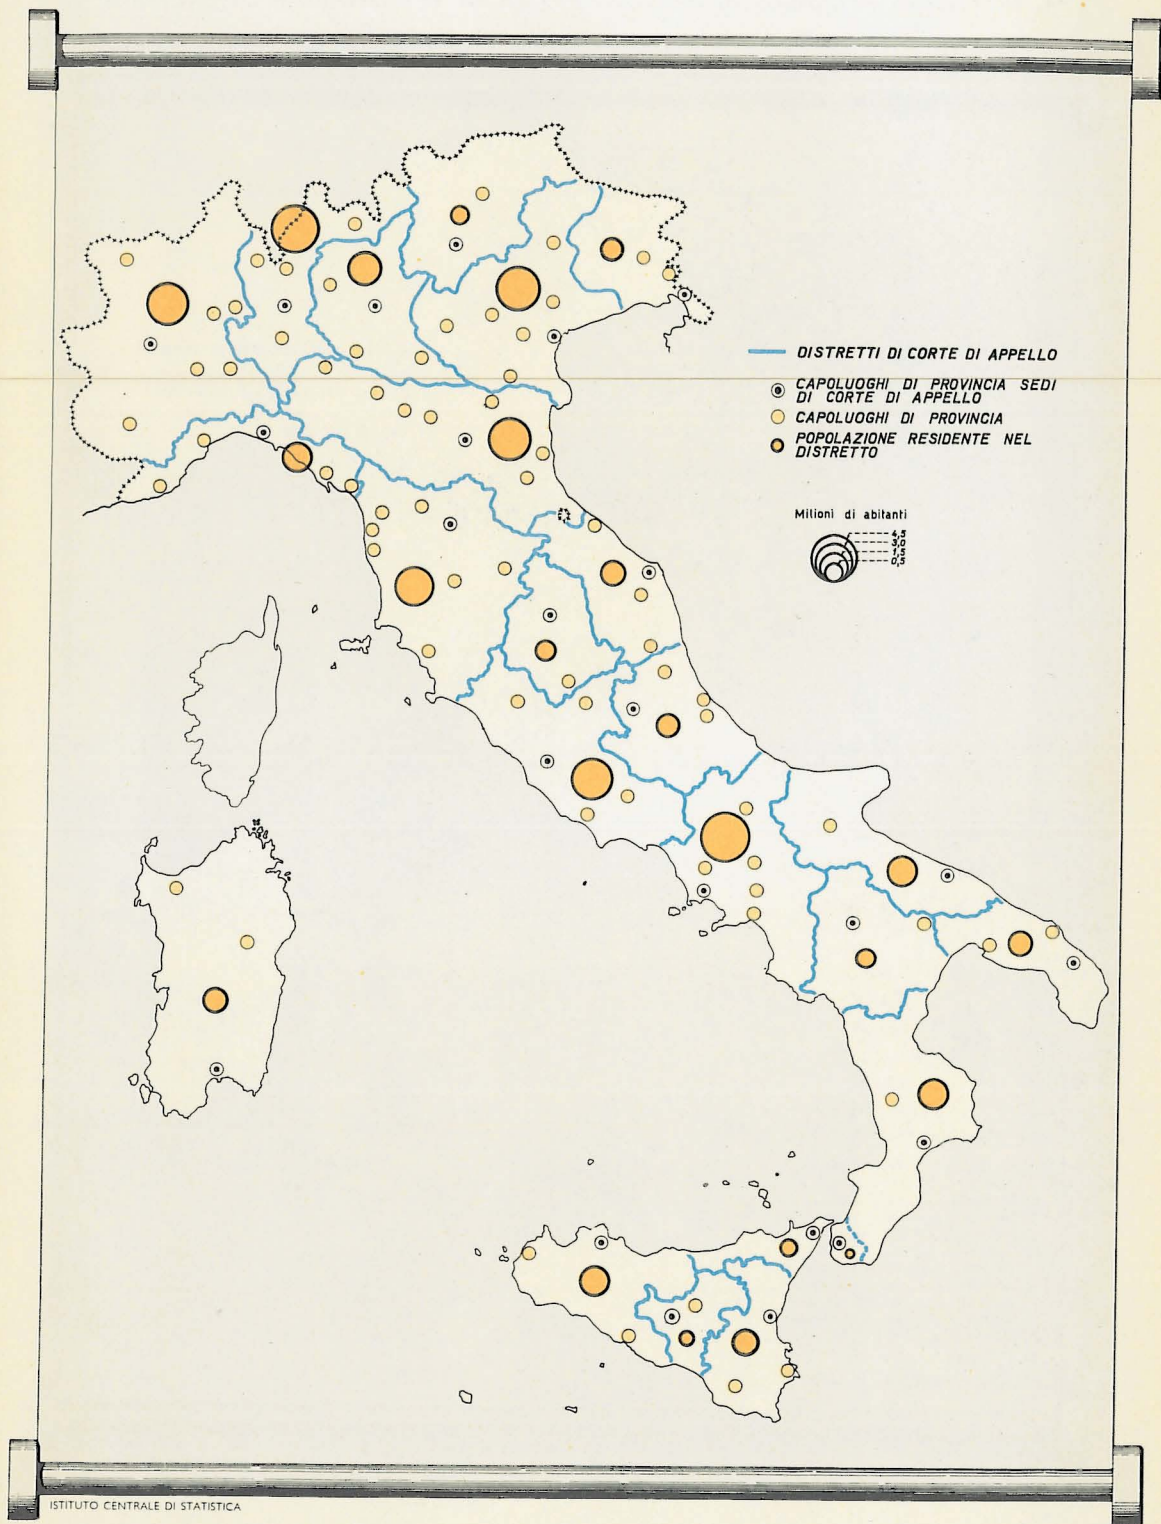 DISTRETTI DI CORTE DI APPELLO
CAPOLUOGHI DI PROVINCIA SEDI
DI CORTE DI APPELLO
CAPOLUOGHI DI PROVINCIA
POPOLAZIONE RESIDENTE NEL
DISTRETTO
Milioni di abitanti
4,5
3,0
1,5
0,5
ISTITUTO CENTRALE DI STATISTICA